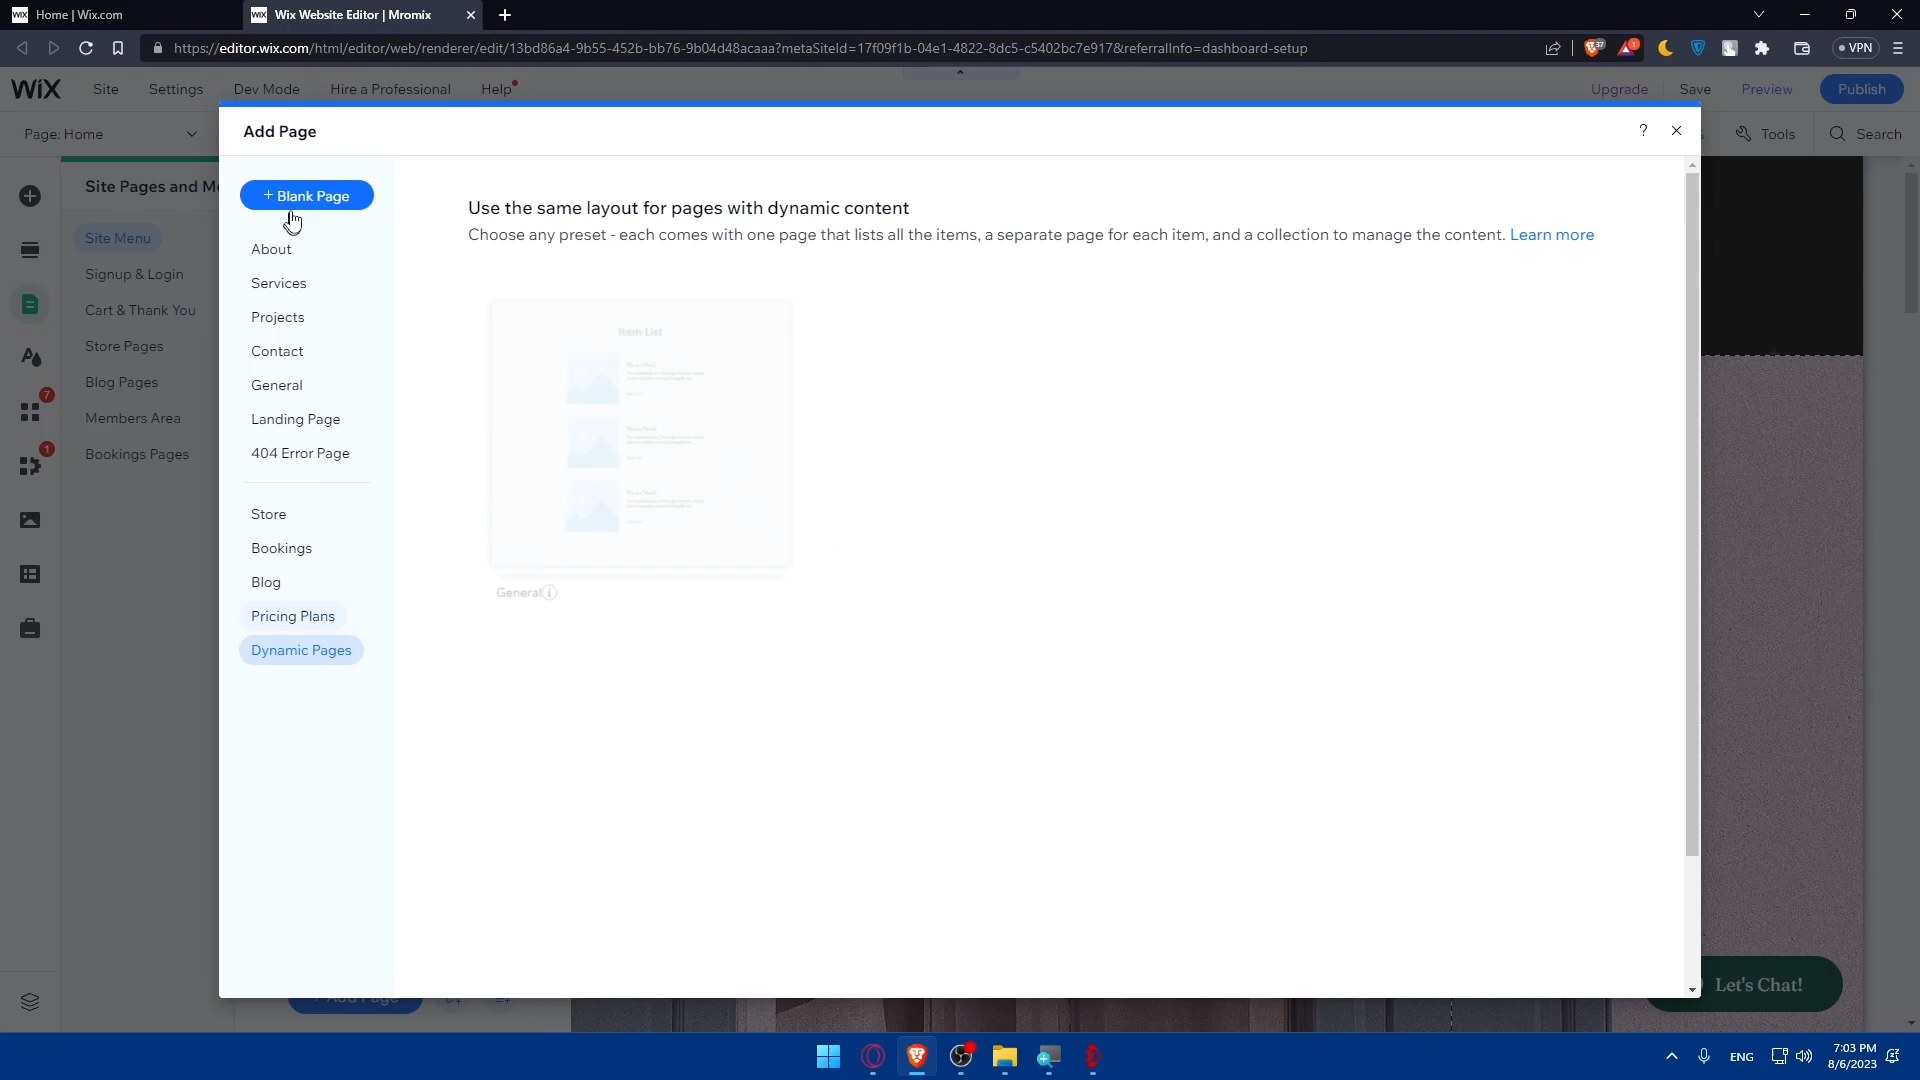 Home | Wix.com
Wix Website Editor | Mromix
https://editor.wix.com/html/editor/web/renderer/edit/13bd86a4-9b55-452b-bb76-9b04d48acaaa?metaSiteId=17f09f1b-04e1-4822-8dc5-c5402bc7e917&referralInfo=dashboard-setup
37
1
VPN
WiX
Site
Settings
Dev Mode
Hire a Professional
Help
Upgrade
Save
Preview
Publish
Page: Home
Add Page
?
Tools
Search
Site Pages and M
+ Blank Page
Use the same layout for pages with dynamic content
Choose any preset - each comes with one page that lists all the items, a separate page for each item, and a collection to manage the content. Learn more
Site Menu
Signup & Login
Cart & Thank You
Store Pages
Blog Pages
Members Area
Bookings Pages
7
1
About
Services
Projects
Contact
General
Landing Page
404 Error Page
Store
Bookings
Blog
Pricing Plans
Dynamic Pages
Item List
General
+ Add Page
Let's Chat!
ENG
7:03 PM
8/6/2023